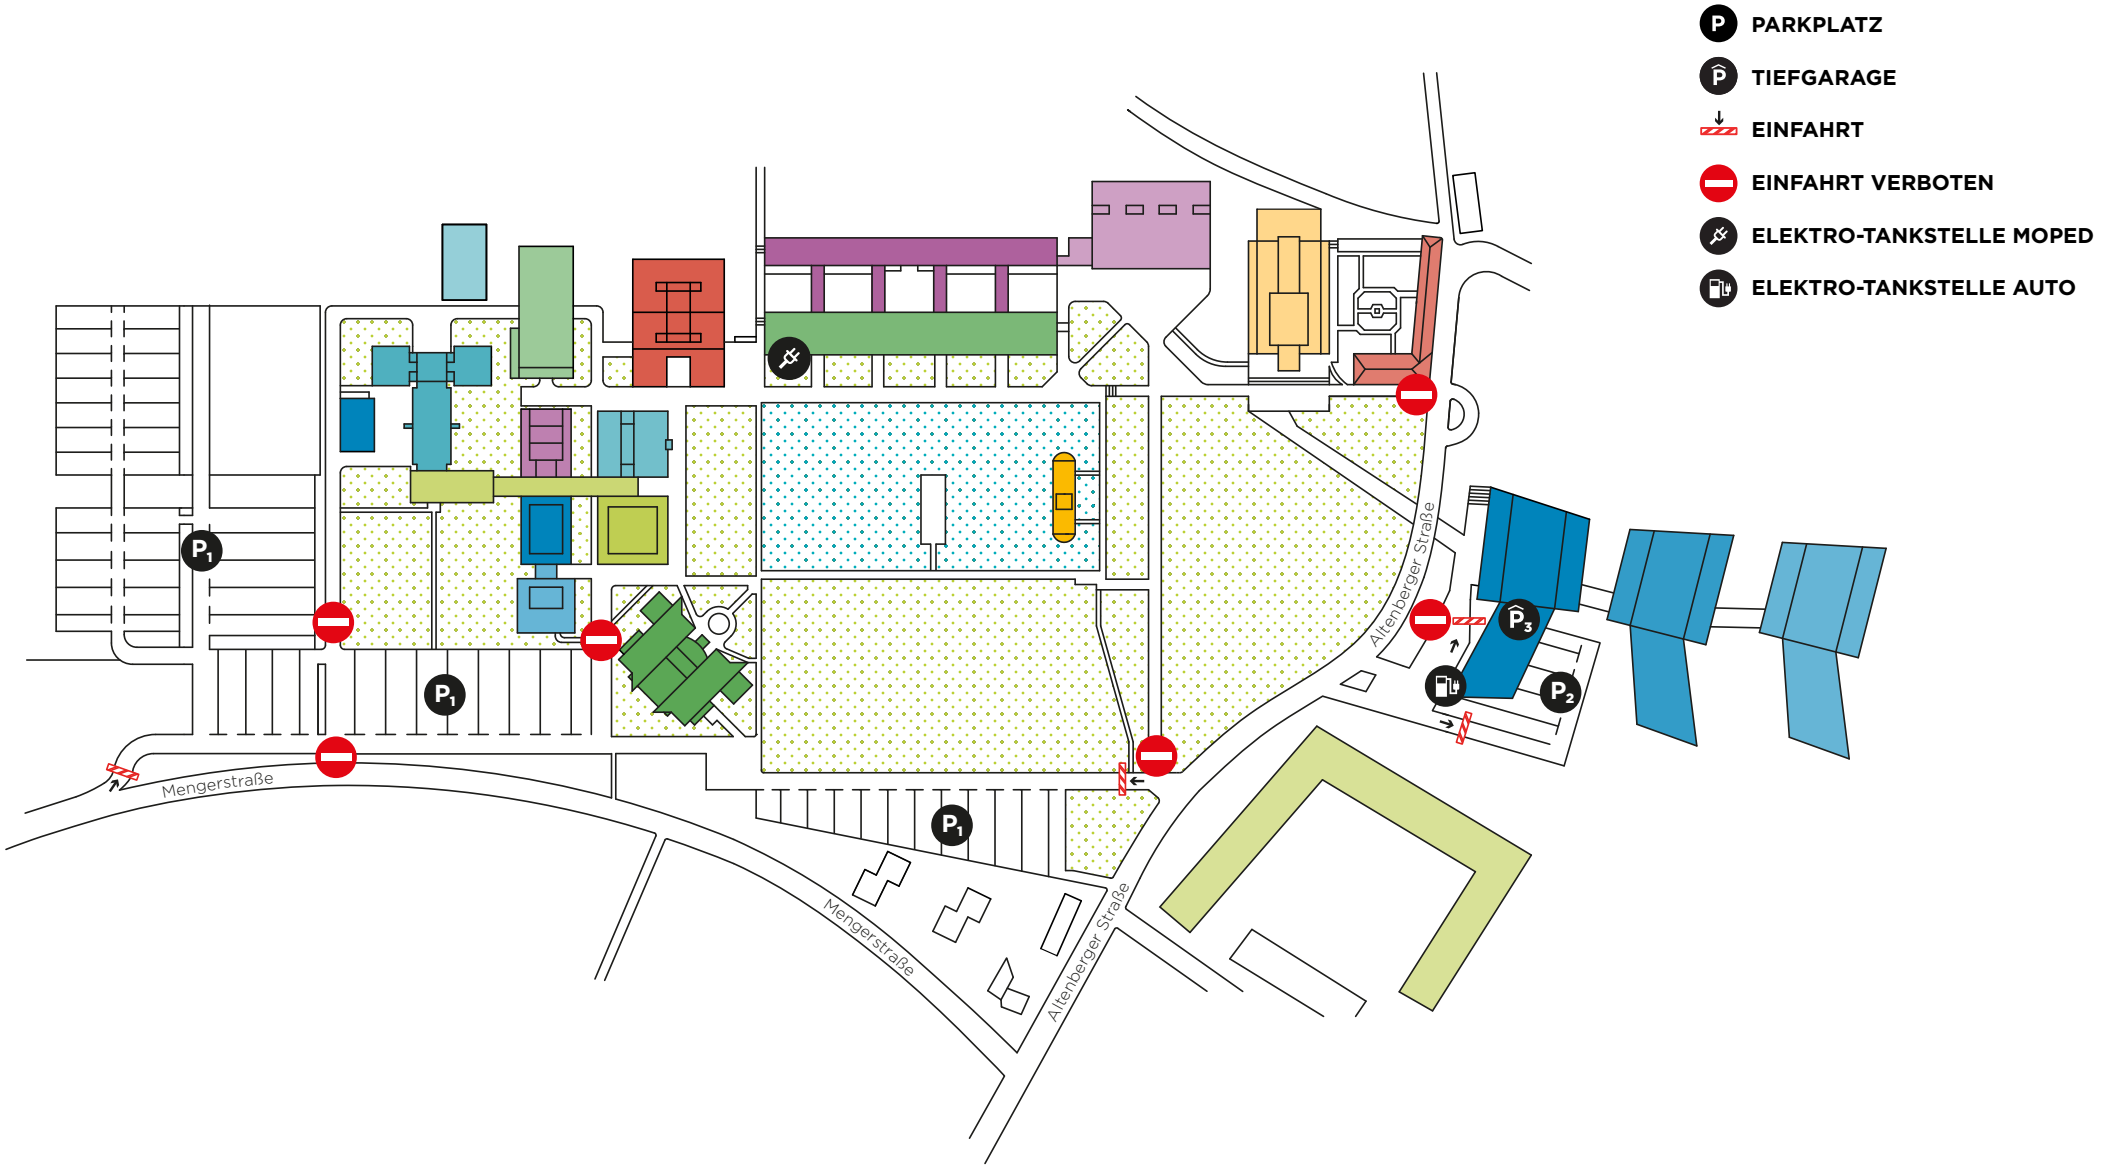 P PARKPLATZ
P TIEFGARAGE
EINFAHRT
EINFAHRT VERBOTEN
ELEKTRO-TANKSTELLE MOPED
ELEKTRO-TANKSTELLE AUTO
P1
P1
P1
P3
P2
Altenberger Straße
Altenberger Straße
Mengerstraße
Mengerstraße